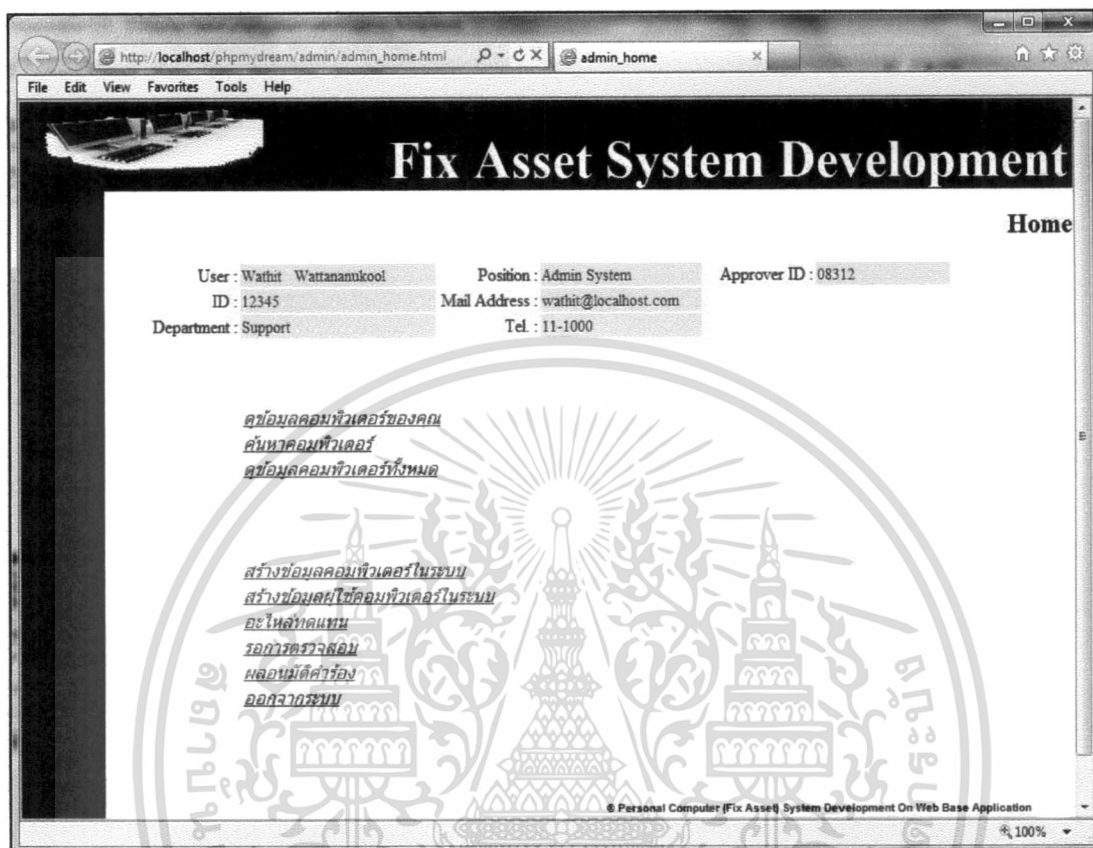 http://localhost/phpmydream/admin/admin_home.html admin_home
File Edit View Favorites Tools Help
Fix Asset System Development
Home
User : Wathit Wattananukool Position : Admin System Approver ID : 08312
ID : 12345 Mail Address : wathit@localhost.com
Department : Support Tel. : 11-1000
ดูข้อมูลคอมพิวเตอร์ของคุณ
ค้นหาคอมพิวเตอร์
ดูข้อมูลคอมพิวเตอร์ทั้งหมด
สร้างข้อมูลคอมพิวเตอร์ในระบบ
สร้างข้อมูลผู้ใช้คอมพิวเตอร์ในระบบ
อะไหล่ทดแทน
รอการตรวจสอบ
ผลอนุมัติคำร้อง
ออกจากระบบ
© Personal Computer (Fix Asset) System Development On Web Base Application
100%